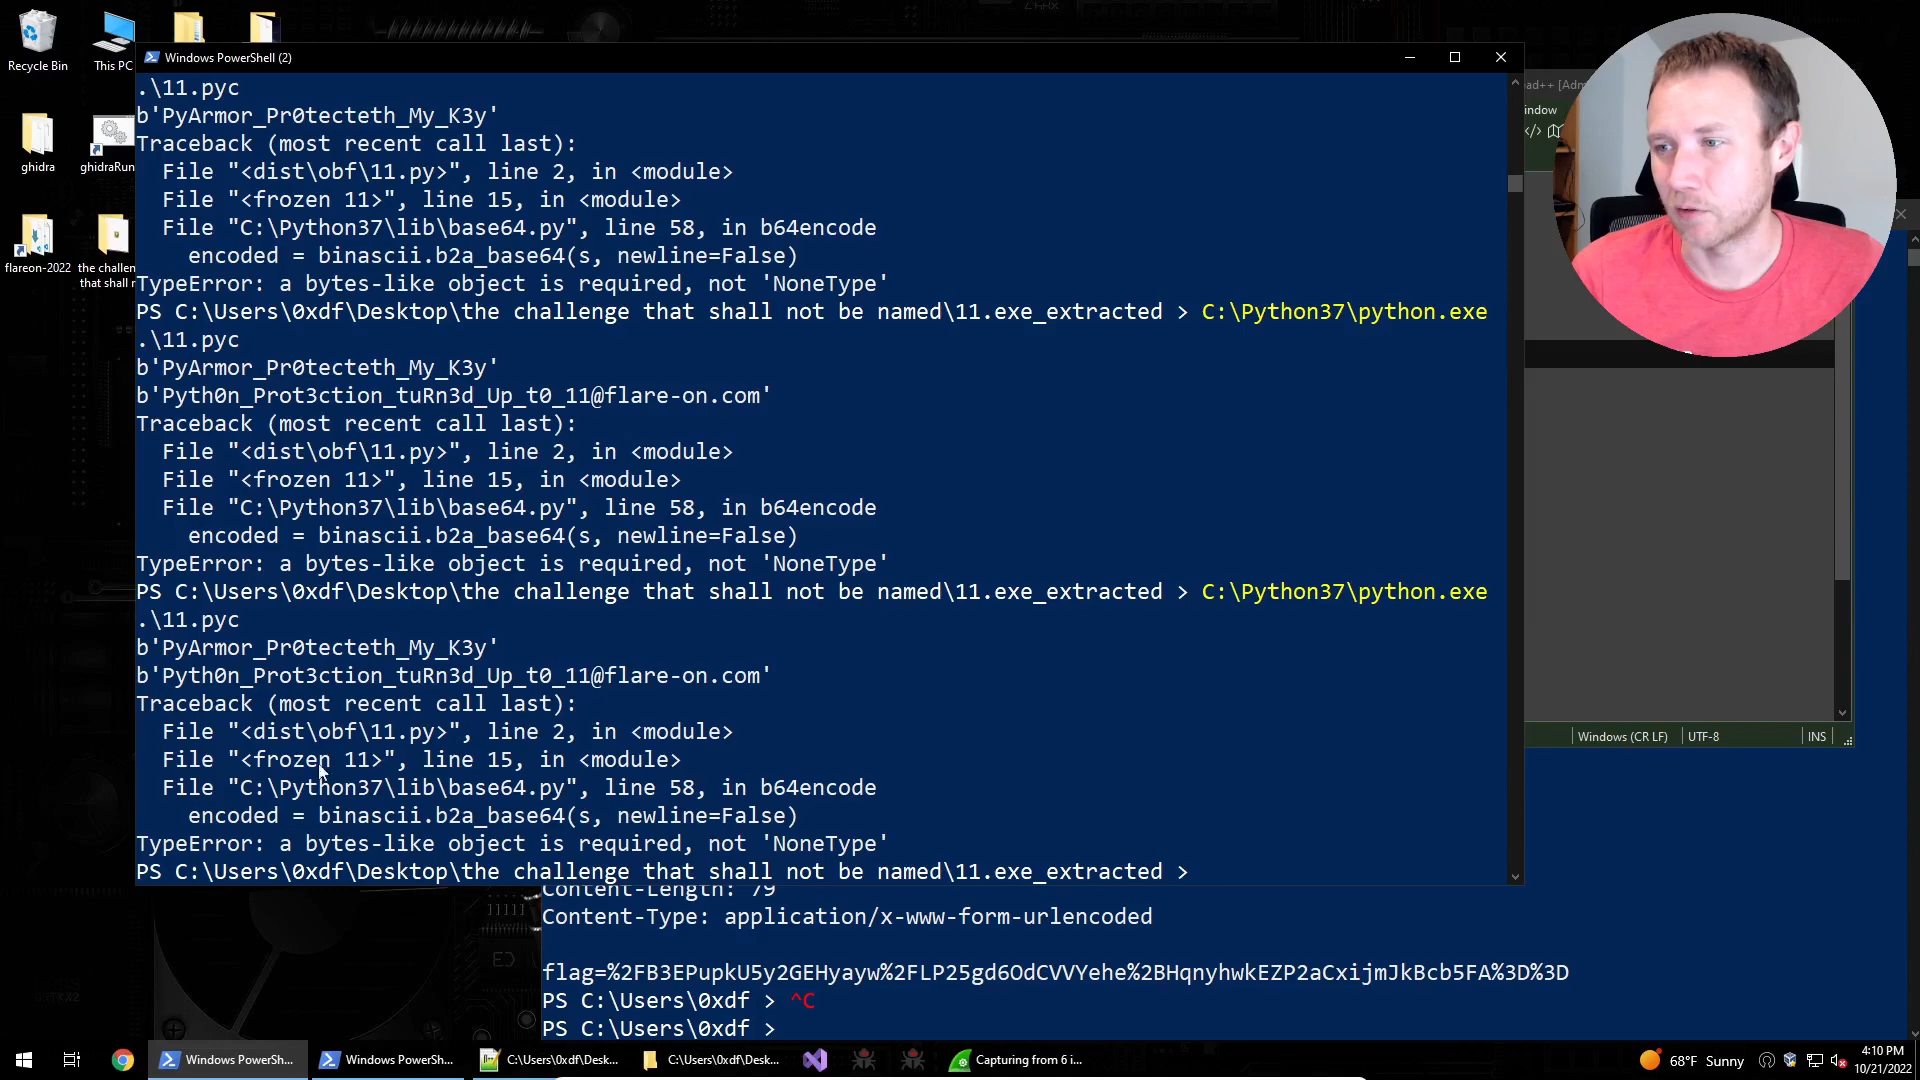 Recycle Bin
This PC
ghidra
ghidraRun
flareon-2022
the challen
that shall r
Windows PowerShell (2)
.\11.pyc
b'PyArmor_Pr0tecteth_My_K3y'
Traceback (most recent call last):
File "<dist\obf\11.py>", line 2, in <module>
File "<frozen 11>", line 15, in <module>
File "C:\Python37\lib\base64.py", line 58, in b64encode
encoded = binascii.b2a_base64(s, newline=False)
TypeError: a bytes-like object is required, not 'NoneType'
PS C:\Users\0xdf\Desktop\the challenge that shall not be named\11.exe_extracted > C:\Python37\python.exe
.\11.pyc
b'PyArmor_Pr0tecteth_My_K3y'
b'Pyth0n_Prot3ction_tuRn3d_Up_t0_11@flare-on.com'
Traceback (most recent call last):
File "<dist\obf\11.py>", line 2, in <module>
File "<frozen 11>", line 15, in <module>
File "C:\Python37\lib\base64.py", line 58, in b64encode
encoded = binascii.b2a_base64(s, newline=False)
TypeError: a bytes-like object is required, not 'NoneType'
PS C:\Users\0xdf\Desktop\the challenge that shall not be named\11.exe_extracted > C:\Python37\python.exe
.\11.pyc
b'PyArmor_Pr0tecteth_My_K3y'
b'Pyth0n_Prot3ction_tuRn3d_Up_t0_11@flare-on.com'
Traceback (most recent call last):
File "<dist\obf\11.py>", line 2, in <module>
File "<frozen 11>", line 15, in <module>
File "C:\Python37\lib\base64.py", line 58, in b64encode
encoded = binascii.b2a_base64(s, newline=False)
TypeError: a bytes-like object is required, not 'NoneType'
PS C:\Users\0xdf\Desktop\the challenge that shall not be named\11.exe_extracted >
ad++ [Adm
indow
Windows (CR LF) UTF-8 INS
Content-Length: 79
Content-Type: application/x-www-form-urlencoded
flag=%2FB3EPupkU5y2GEHyayw%2FLP25gd6OdCVVYehe%2BHqnyhwkEZP2aCxijmJkBcb5FA%3D%3D
PS C:\Users\0xdf > ^C
PS C:\Users\0xdf >
Windows PowerSh...
Windows PowerSh...
C:\Users\0xdf\Desk...
C:\Users\0xdf\Desk...
Capturing from 6 i...
68°F Sunny
4:10 PM
10/21/2022